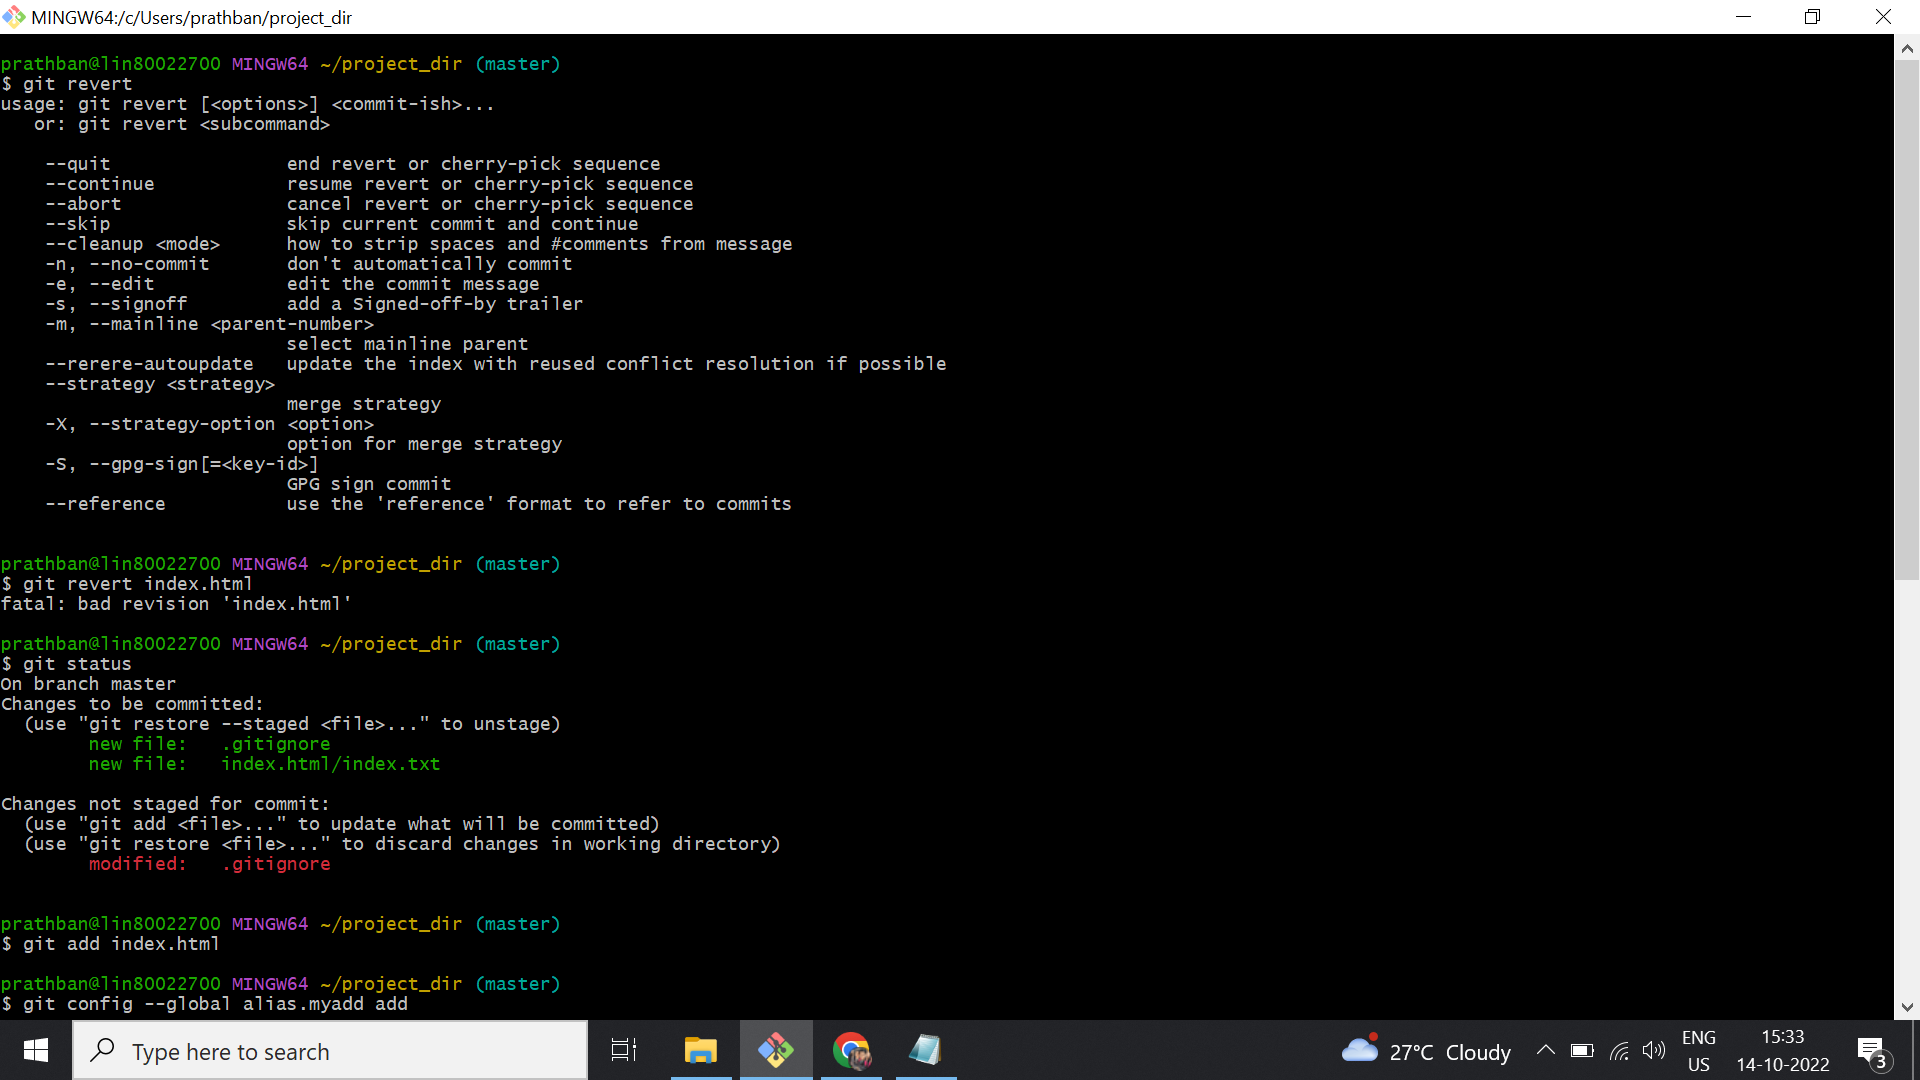 MINGW64:/c/Users/prathban/project_dir
prathban@lin80022700 MINGW64 ~/project_dir (master)
$ git revert
usage: git revert [<options>] <commit-ish>...
   or: git revert <subcommand>

    --quit                end revert or cherry-pick sequence
    --continue            resume revert or cherry-pick sequence
    --abort               cancel revert or cherry-pick sequence
    --skip                skip current commit and continue
    --cleanup <mode>      how to strip spaces and #comments from message
    -n, --no-commit       don't automatically commit
    -e, --edit            edit the commit message
    -s, --signoff         add a Signed-off-by trailer
    -m, --mainline <parent-number>
                          select mainline parent
    --rerere-autoupdate   update the index with reused conflict resolution if possible
    --strategy <strategy>
                          merge strategy
    -X, --strategy-option <option>
                          option for merge strategy
    -S, --gpg-sign[=<key-id>]
                          GPG sign commit
    --reference           use the 'reference' format to refer to commits

prathban@lin80022700 MINGW64 ~/project_dir (master)
$ git revert index.html
fatal: bad revision 'index.html'

prathban@lin80022700 MINGW64 ~/project_dir (master)
$ git status
On branch master
Changes to be committed:
  (use "git restore --staged <file>..." to unstage)
        new file:   .gitignore
        new file:   index.html/index.txt

Changes not staged for commit:
  (use "git add <file>..." to update what will be committed)
  (use "git restore <file>..." to discard changes in working directory)
        modified:   .gitignore

prathban@lin80022700 MINGW64 ~/project_dir (master)
$ git add index.html

prathban@lin80022700 MINGW64 ~/project_dir (master)
$ git config --global alias.myadd add
Type here to search
27°C Cloudy
ENG
US
15:33
14-10-2022
3